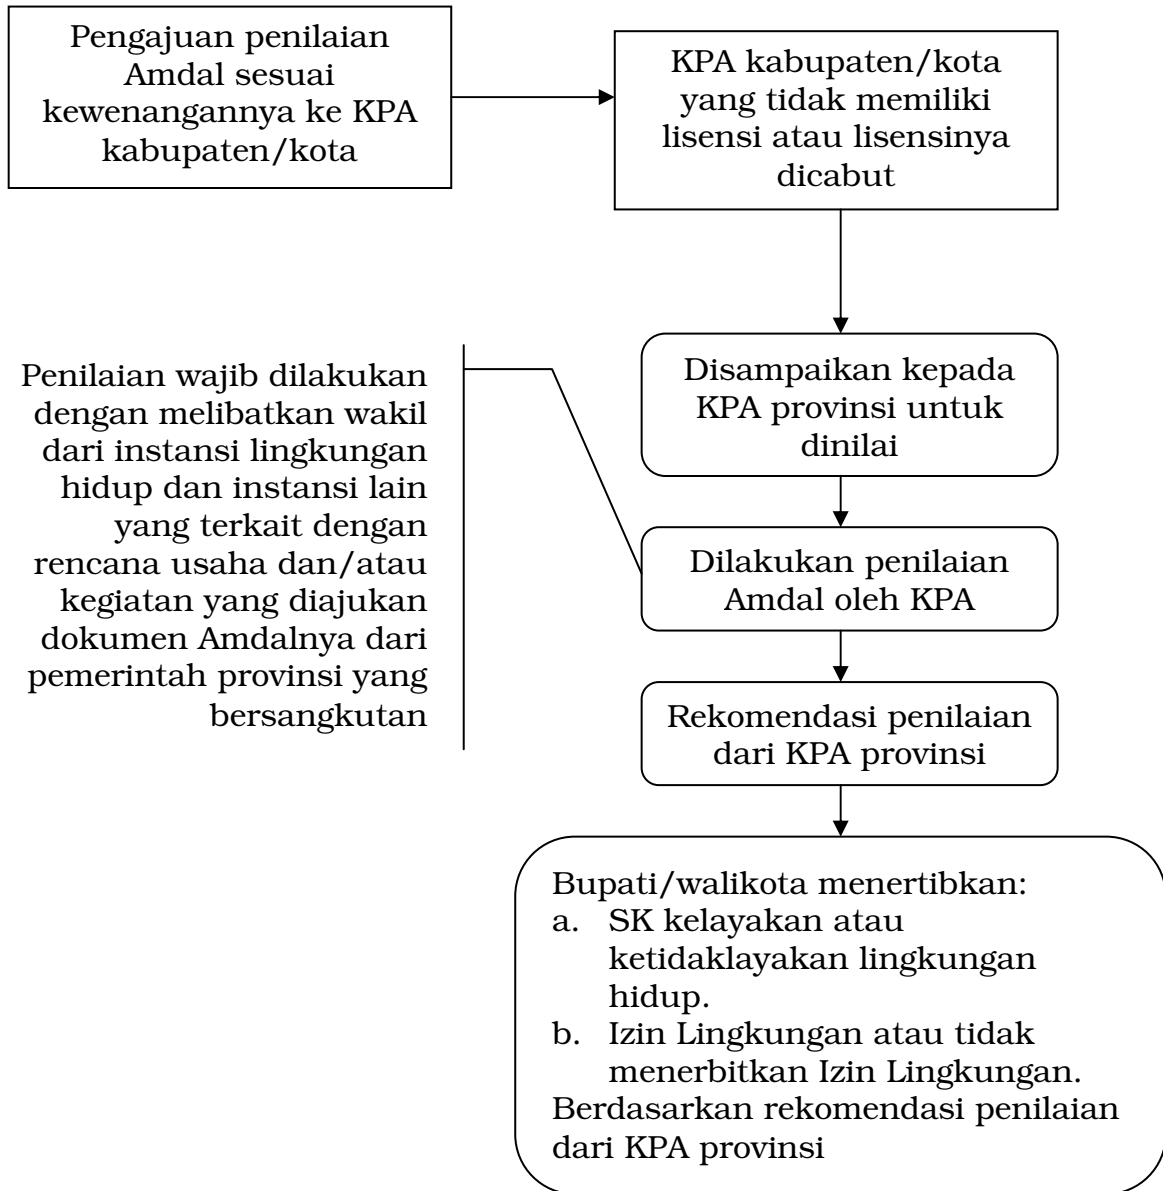 Pengajuan penilaian
Amdal sesuai
kewenangannya ke KPA
kabupaten/kota
KPA kabupaten/kota
yang tidak memiliki
lisensi atau lisensinya
dicabut
Disampaikan kepada
KPA provinsi untuk
dinilai
Penilaian wajib dilakukan
dengan melibatkan wakil
dari instansi lingkungan
hidup dan instansi lain
yang terkait dengan
rencana usaha dan/atau
kegiatan yang diajukan
dokumen Amdalnya dari
pemerintah provinsi yang
bersangkutan
Dilakukan penilaian
Amdal oleh KPA
Rekomendasi penilaian
dari KPA provinsi
Bupati/walikota menertibkan:
a. SK kelayakan atau
ketidaklayakan lingkungan
hidup.
b. Izin Lingkungan atau tidak
menerbitkan Izin Lingkungan.
Berdasarkan rekomendasi penilaian
dari KPA provinsi